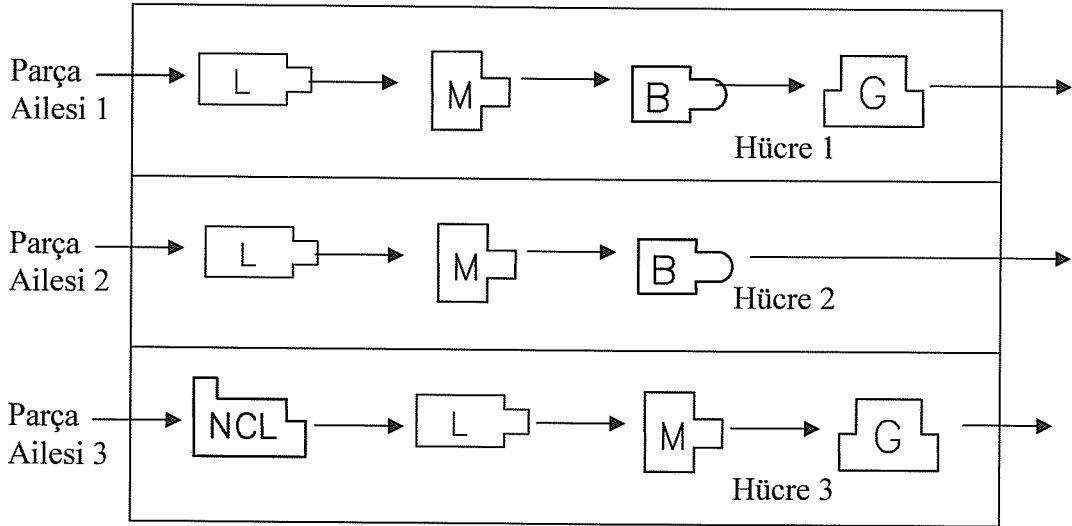 Parça
Ailesi 1
L
M
B
G
Hücre 1
Parça
Ailesi 2
L
M
B
Hücre 2
Parça
Ailesi 3
NCL
L
M
G
Hücre 3